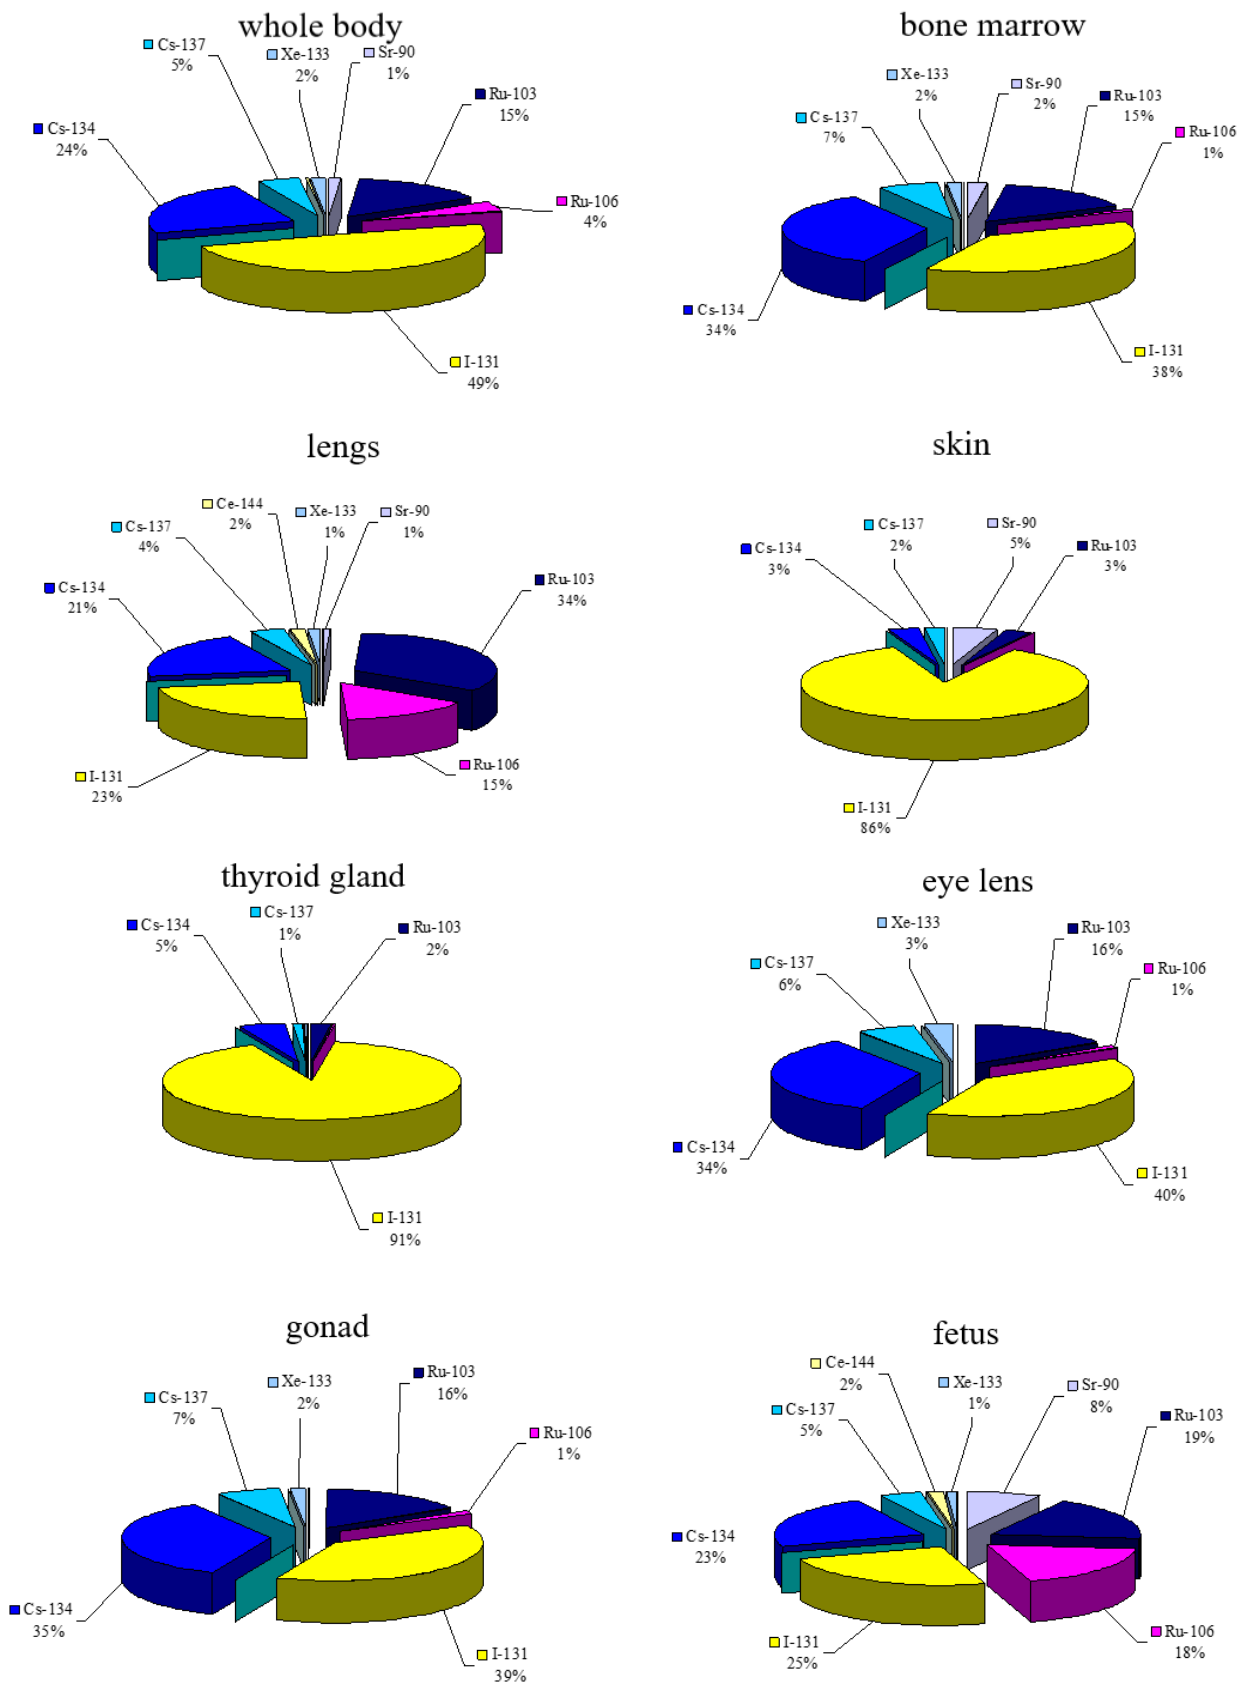 whole body
Cs-137
5%
Xe-133
2%
Sr-90
1%
Ru-103
15%
Cs-134
24%
Ru-106
4%
I-131
49%
bone marrow
Xe-133
2%
Sr-90
2%
Ru-103
15%
Cs-137
7%
Ru-106
1%
Cs-134
34%
I-131
38%
lengs
Ce-144
2%
Xe-133
1%
Sr-90
1%
Cs-137
4%
Ru-103
34%
Cs-134
21%
I-131
23%
Ru-106
15%
skin
Cs-137
2%
Sr-90
5%
Cs-134
3%
Ru-103
3%
I-131
86%
thyroid gland
Cs-137
1%
Cs-134
5%
Ru-103
2%
I-131
91%
eye lens
Xe-133
3%
Ru-103
16%
Cs-137
6%
Ru-106
1%
Cs-134
34%
I-131
40%
gonad
Ru-103
16%
Xe-133
2%
Cs-137
7%
Ru-106
1%
Cs-134
35%
I-131
39%
fetus
Ce-144
2%
Xe-133
1%
Sr-90
8%
Cs-137
5%
Ru-103
19%
Cs-134
23%
I-131
25%
Ru-106
18%